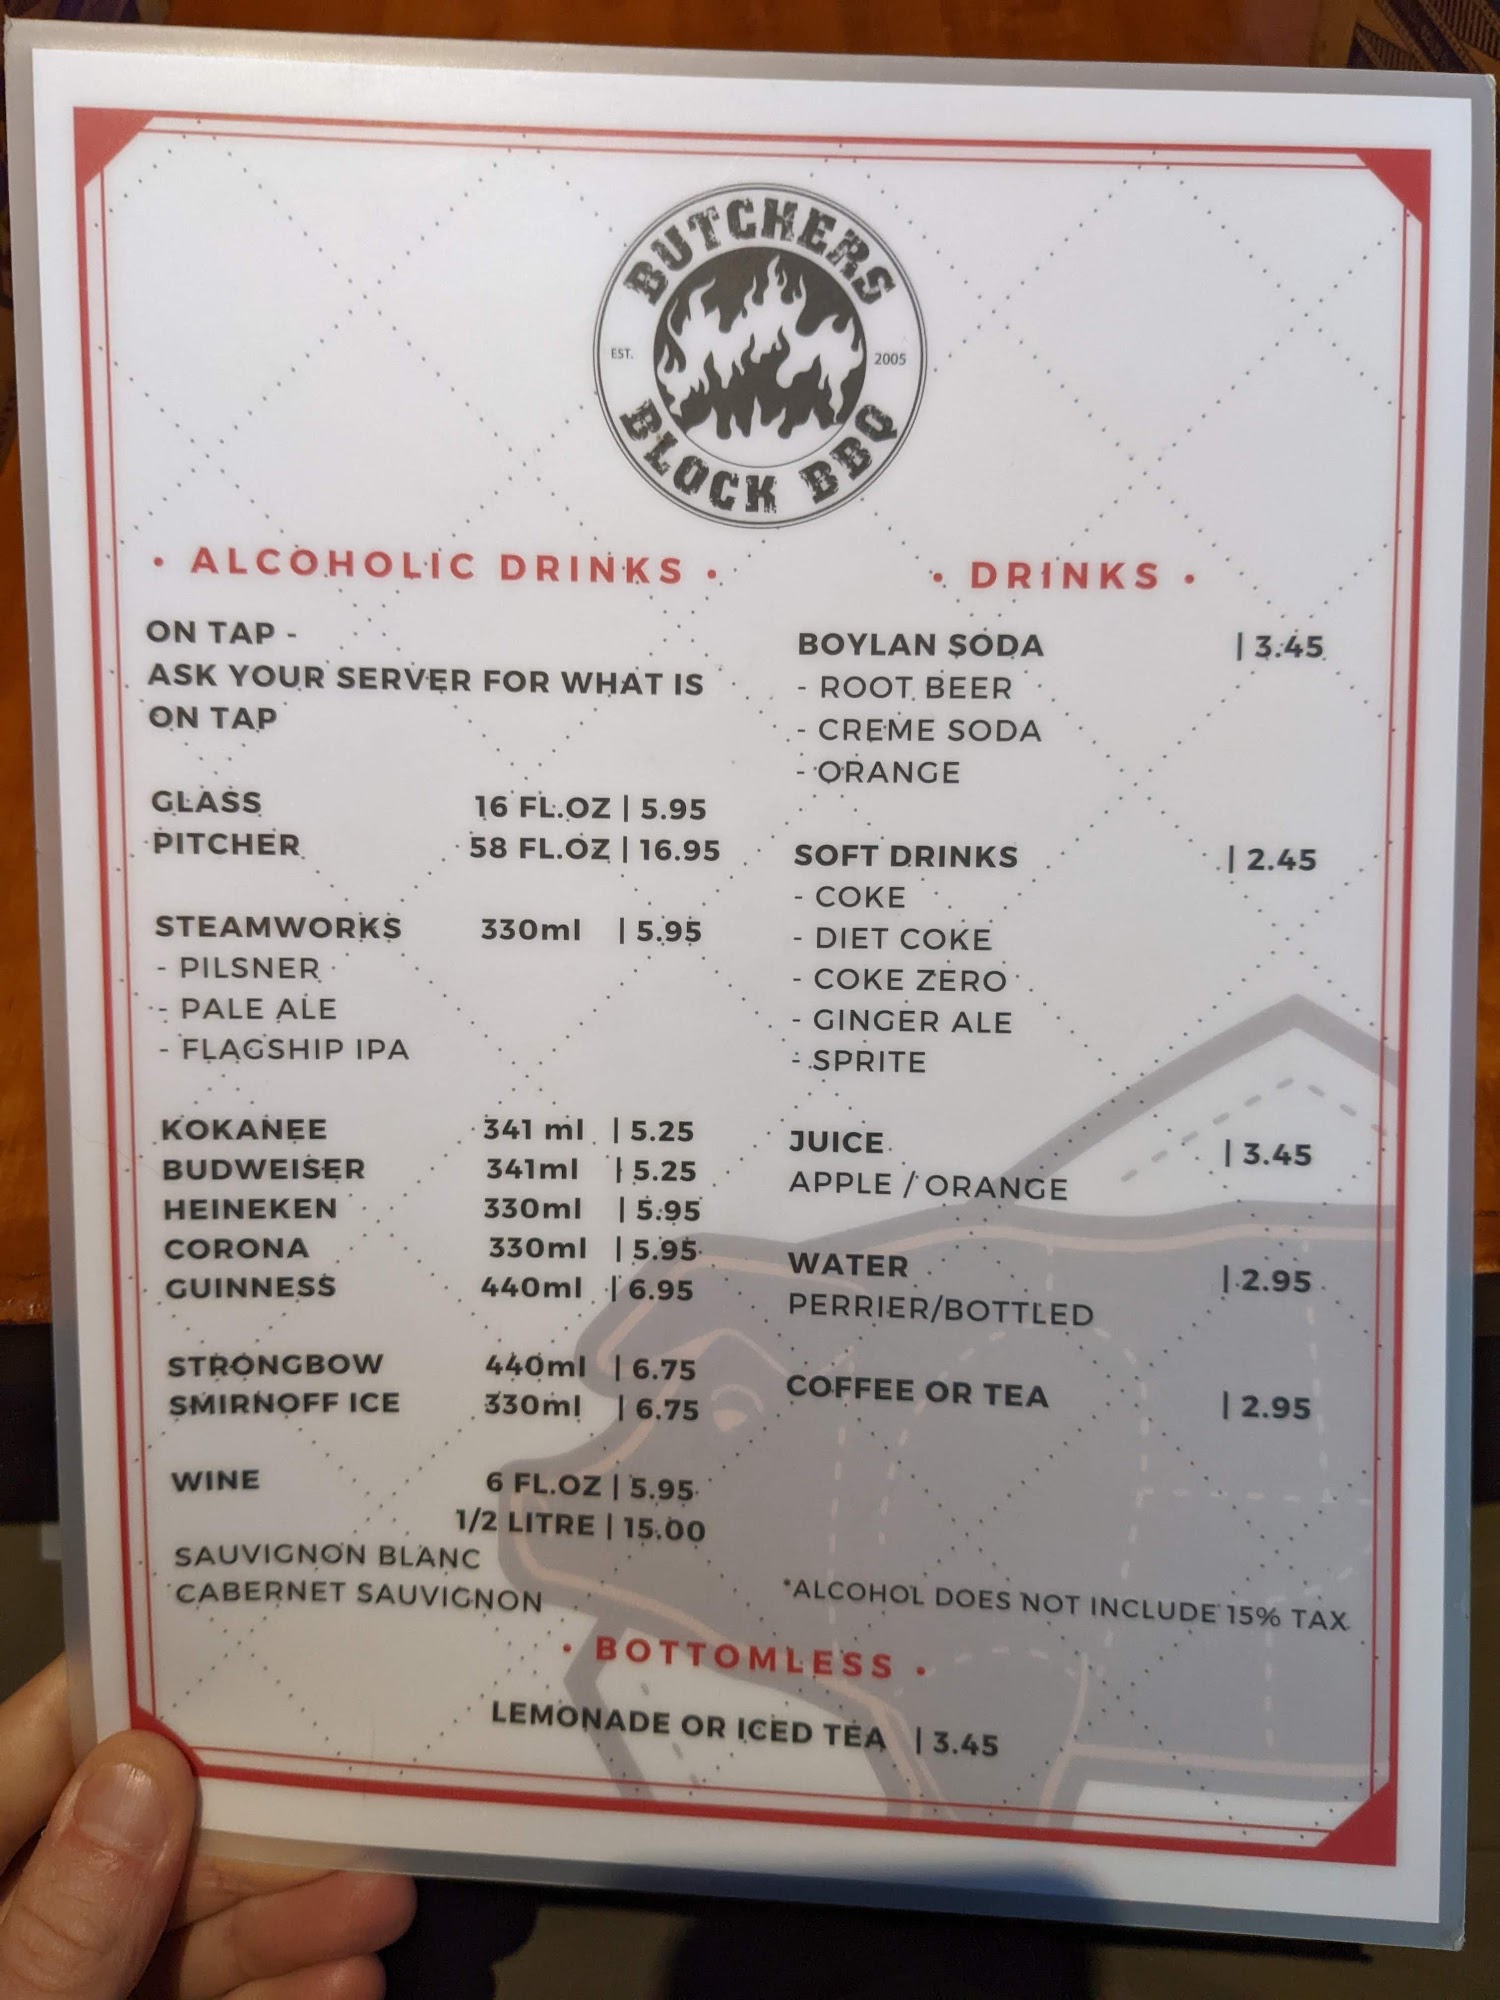 BUTCHERS
EST. 2005
BLOCK BBQ
• ALCOHOLIC DRINKS •
ON TAP -
ASK YOUR SERVER FOR WHAT IS
ON TAP
GLASS 16 FL.OZ | 5.95
PITCHER 58 FL.OZ | 16.95
STEAMWORKS 330ml | 5.95
- PILSNER
- PALE ALE
- FLAGSHIP IPA
KOKANEE 341 ml | 5.25
BUDWEISER 341ml | 5.25
HEINEKEN 330ml | 5.95
CORONA 330ml | 5.95
GUINNESS 440ml | 6.95
STRONGBOW 440ml | 6.75
SMIRNOFF ICE 330ml | 6.75
WINE 6 FL.OZ | 5.95
1/2 LITRE | 15.00
SAUVIGNON BLANC
CABERNET SAUVIGNON
• DRINKS •
BOYLAN SODA | 3.45
- ROOT BEER
- CREME SODA
- ORANGE
SOFT DRINKS | 2.45
- COKE
- DIET COKE
- COKE ZERO
- GINGER ALE
- SPRITE
JUICE | 3.45
APPLE / ORANGE
WATER | 2.95
PERRIER/BOTTLED
COFFEE OR TEA | 2.95
*ALCOHOL DOES NOT INCLUDE 15% TAX
• BOTTOMLESS •
LEMONADE OR ICED TEA | 3.45